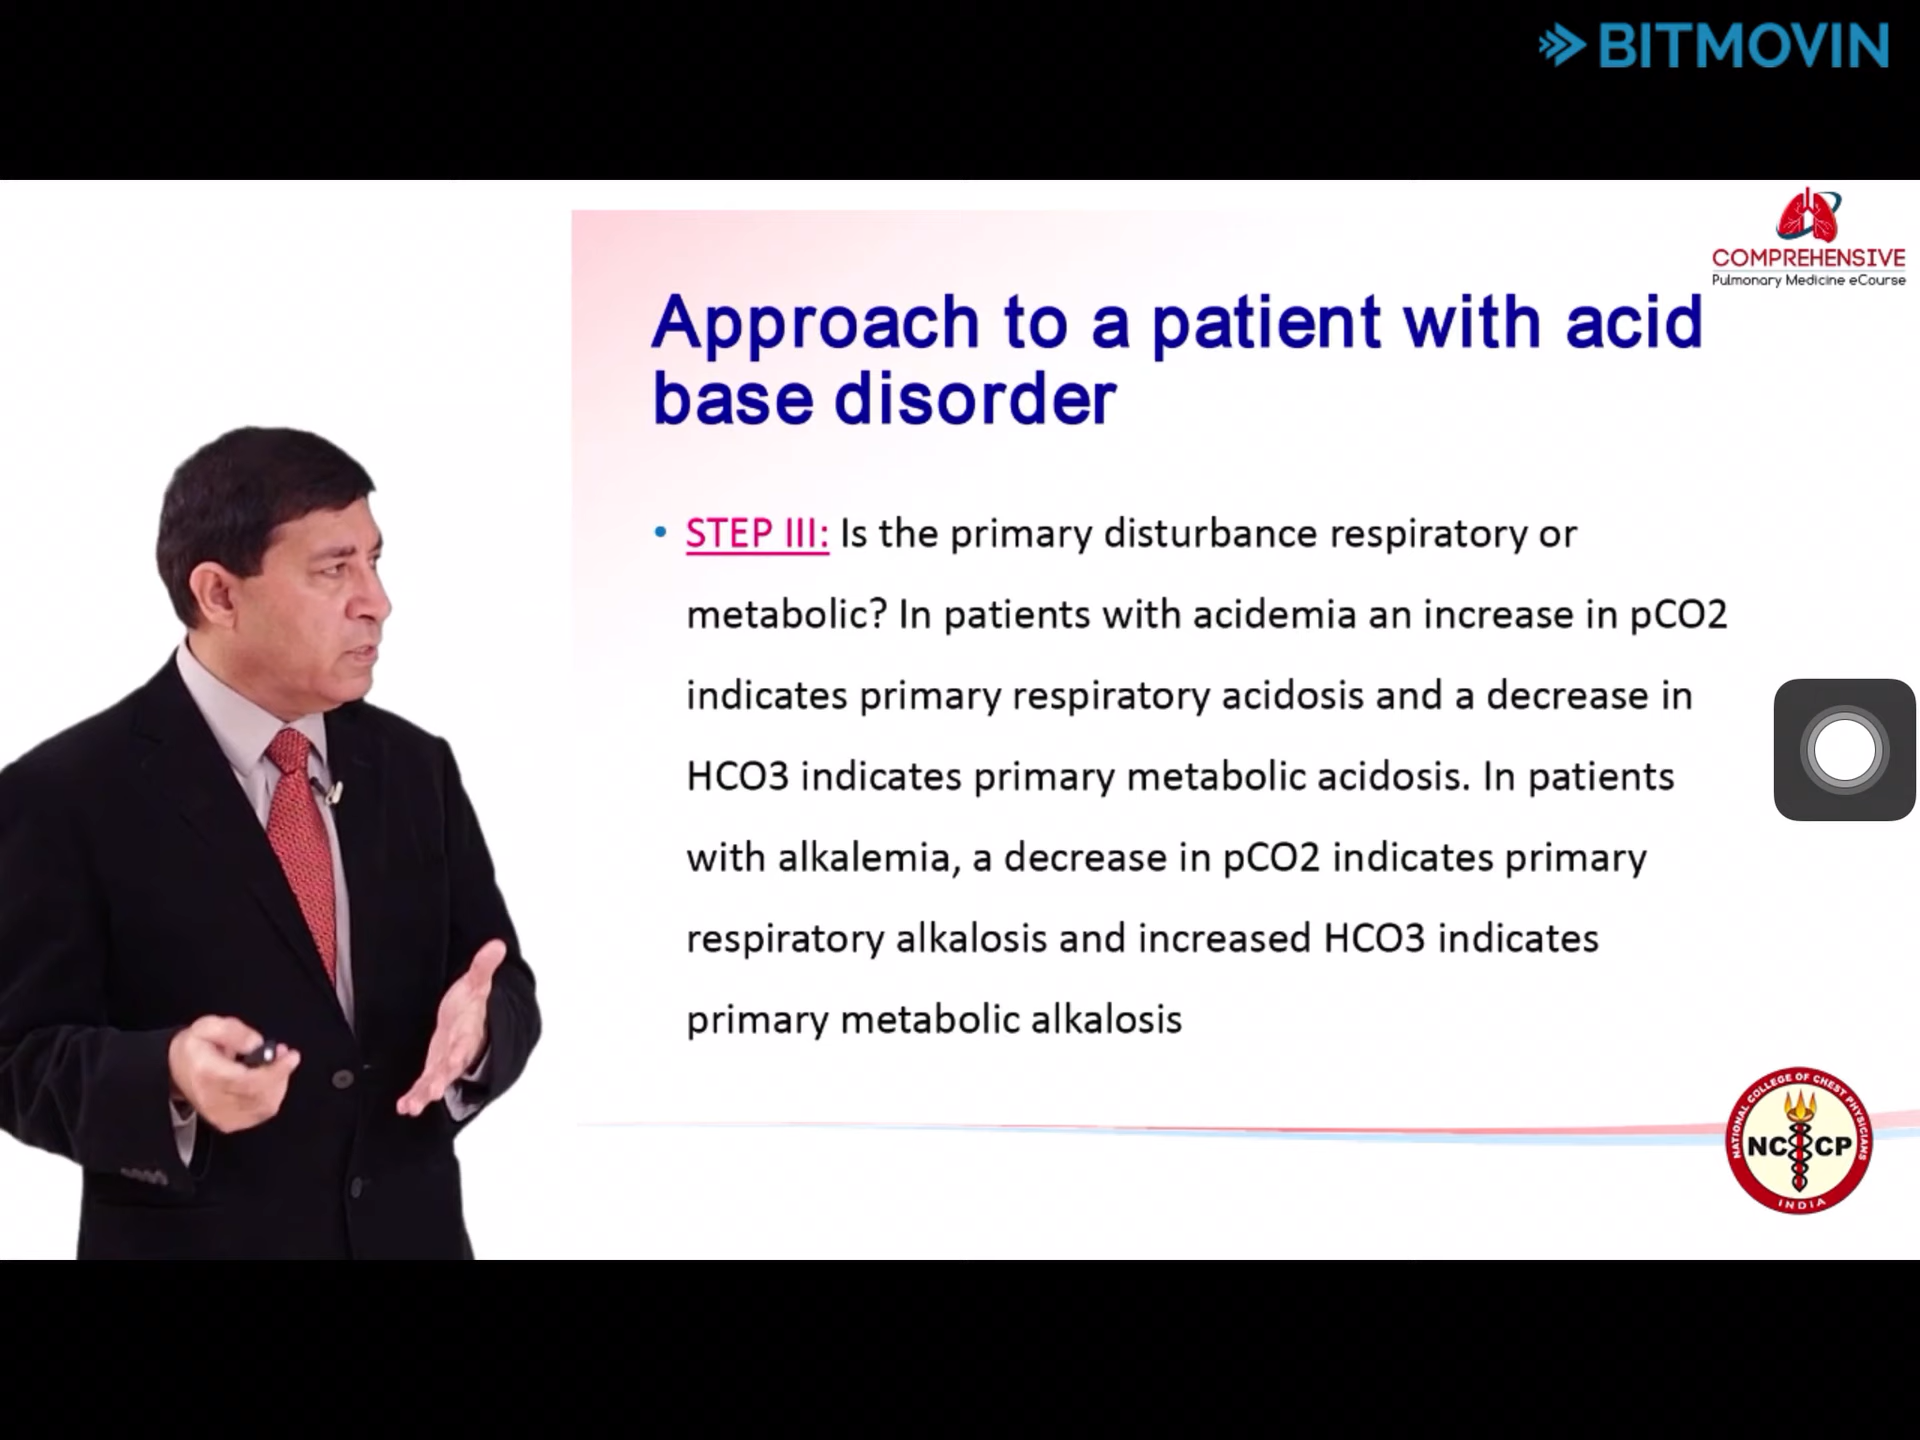 BITMOVIN
COMPREHENSIVE
Pulmonary Medicine eCourse
Approach to a patient with acid
base disorder
• STEP III: Is the primary disturbance respiratory or
metabolic? In patients with acidemia an increase in pCO2
indicates primary respiratory acidosis and a decrease in
HCO3 indicates primary metabolic acidosis. In patients
with alkalemia, a decrease in pCO2 indicates primary
respiratory alkalosis and increased HCO3 indicates
primary metabolic alkalosis
NATIONAL COLLEGE OF CHEST PHYSICIANS
NCCP
INDIA